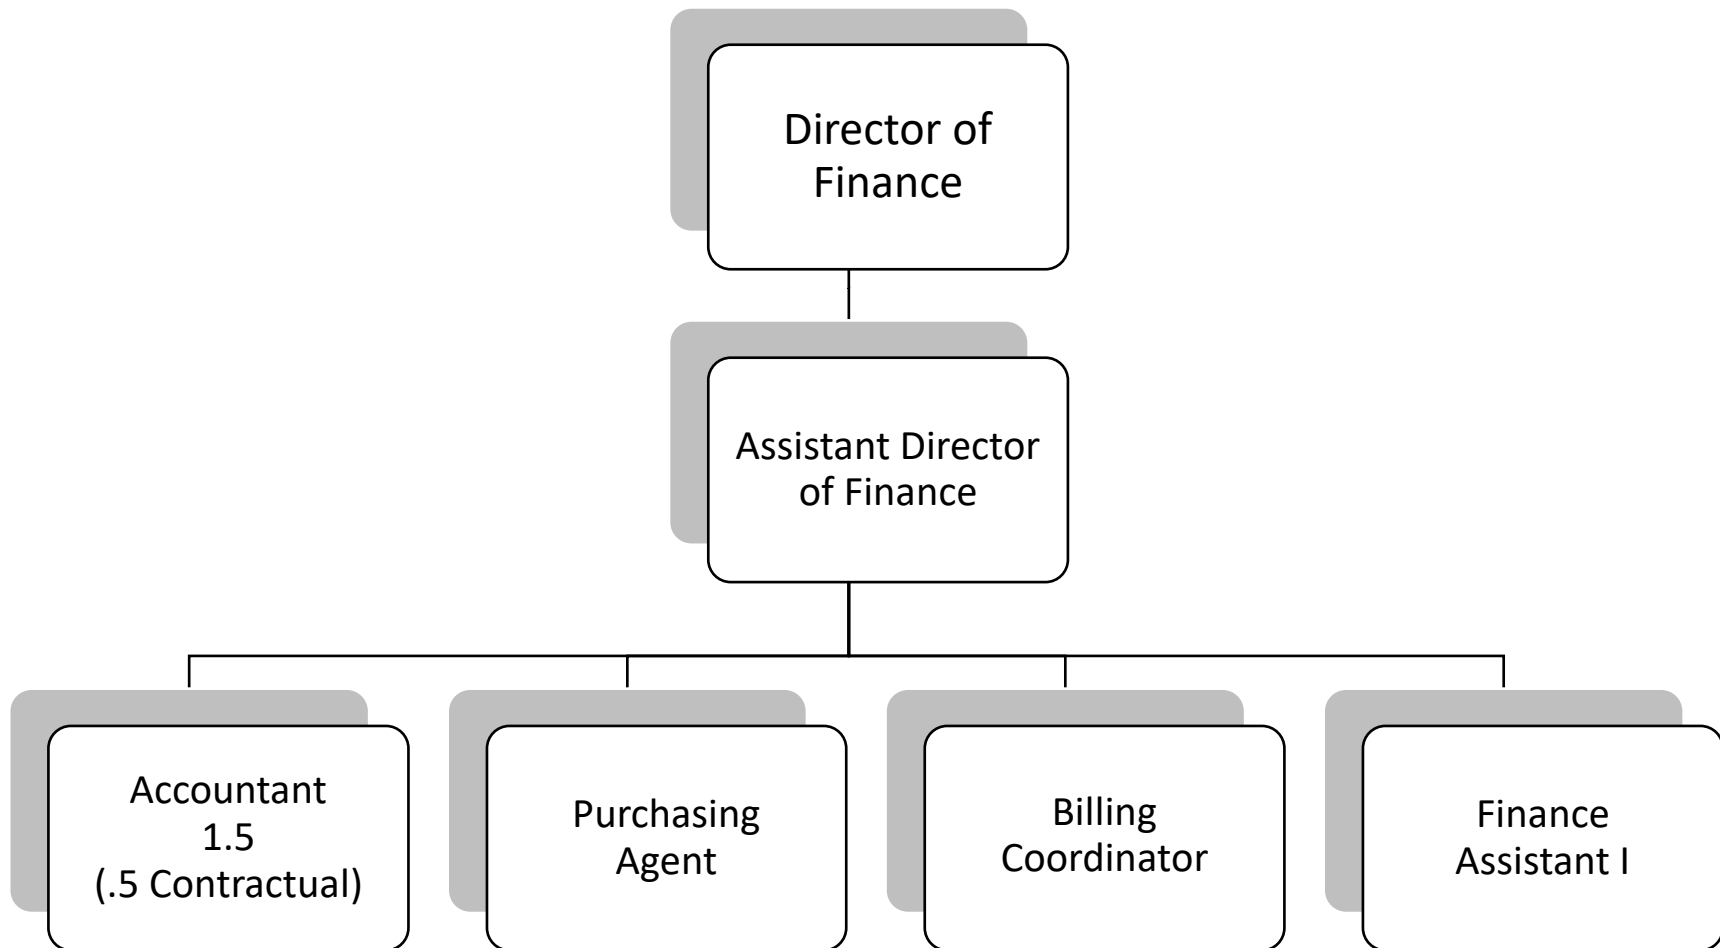 Director of
Finance
Assistant Director
of Finance
Accountant
1.5
(.5 Contractual)
Purchasing
Agent
Billing
Coordinator
Finance
Assistant I